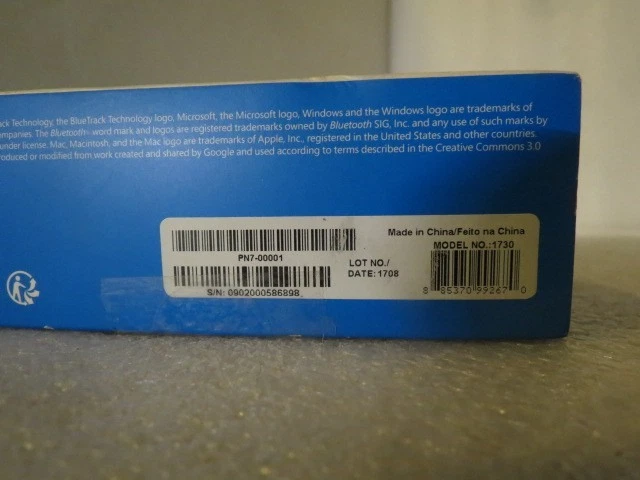 Technology, the BlueTrack Technology logo, Microsoft, the Microsoft logo, Windows and the Windows logo are trademarks of
companies. The Bluetooth® word mark and logos are registered trademarks owned by Bluetooth SIG, Inc. and any use of such marks by
under license. Mac, Macintosh, and the Mac logo are trademarks of Apple, Inc., registered in the United States and other countries.
or modified from work created and shared by Google and used according to terms described in the Creative Commons 3.0
Made in China/Feito na China
MODEL NO.:1730
PN7-00001
LOT NO./
DATE: 1708
S/N: 0902000586898
8 85370 99267 0